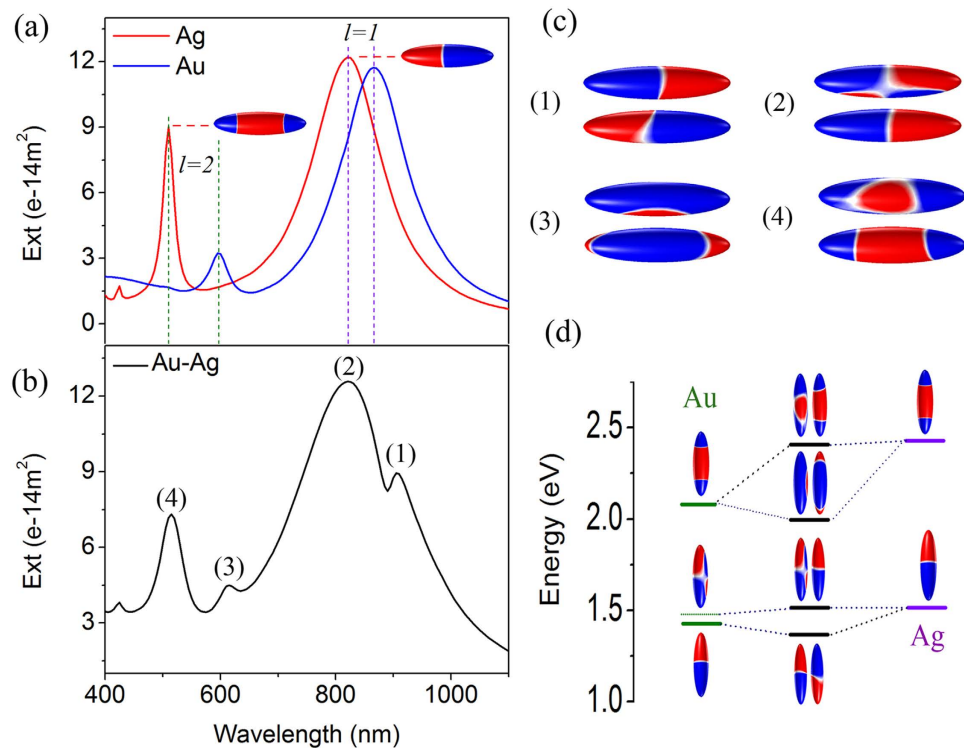 (a)
Ag
Au
l=1
l=2
12
9
6
3
0
Ext (e-14m²)
(b)
Au-Ag
(2)
(1)
(4)
(3)
12
9
6
3
Ext (e-14m²)
400 600 800 1000
Wavelength (nm)
(c)
(1)
(2)
(3)
(4)
(d)
Au
Ag
2.5
2.0
1.5
1.0
Energy (eV)